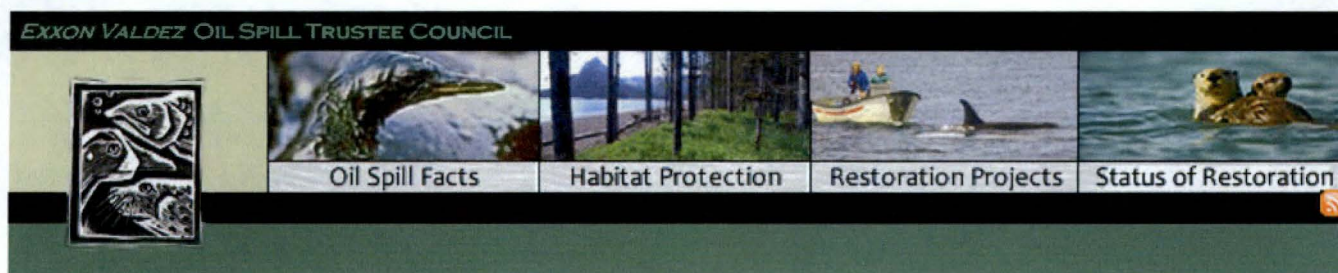 EXXON VALDEZ OIL SPILL TRUSTEE COUNCIL
Oil Spill Facts
Habitat Protection
Restoration Projects
Status of Restoration